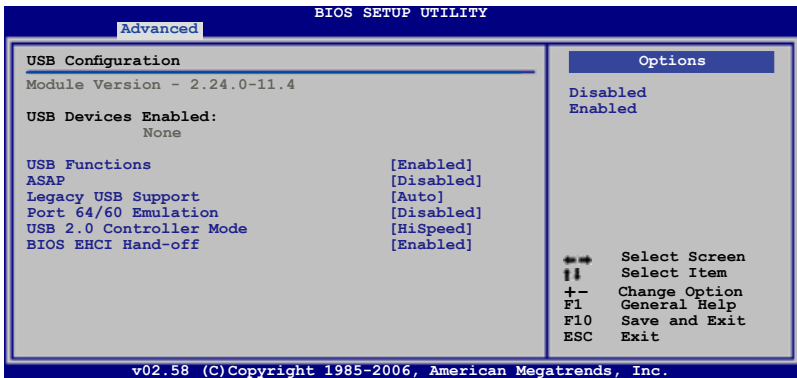 BIOS SETUP UTILITY
Advanced
USB Configuration
Module Version - 2.24.0-11.4
USB Devices Enabled:
None
USB Functions [Enabled]
ASAP [Disabled]
Legacy USB Support [Auto]
Port 64/60 Emulation [Disabled]
USB 2.0 Controller Mode [HiSpeed]
BIOS EHCI Hand-off [Enabled]
Options
Disabled
Enabled
←→ Select Screen
↑↓ Select Item
+- Change Option
F1 General Help
F10 Save and Exit
ESC Exit
v02.58 (C)Copyright 1985-2006, American Megatrends, Inc.